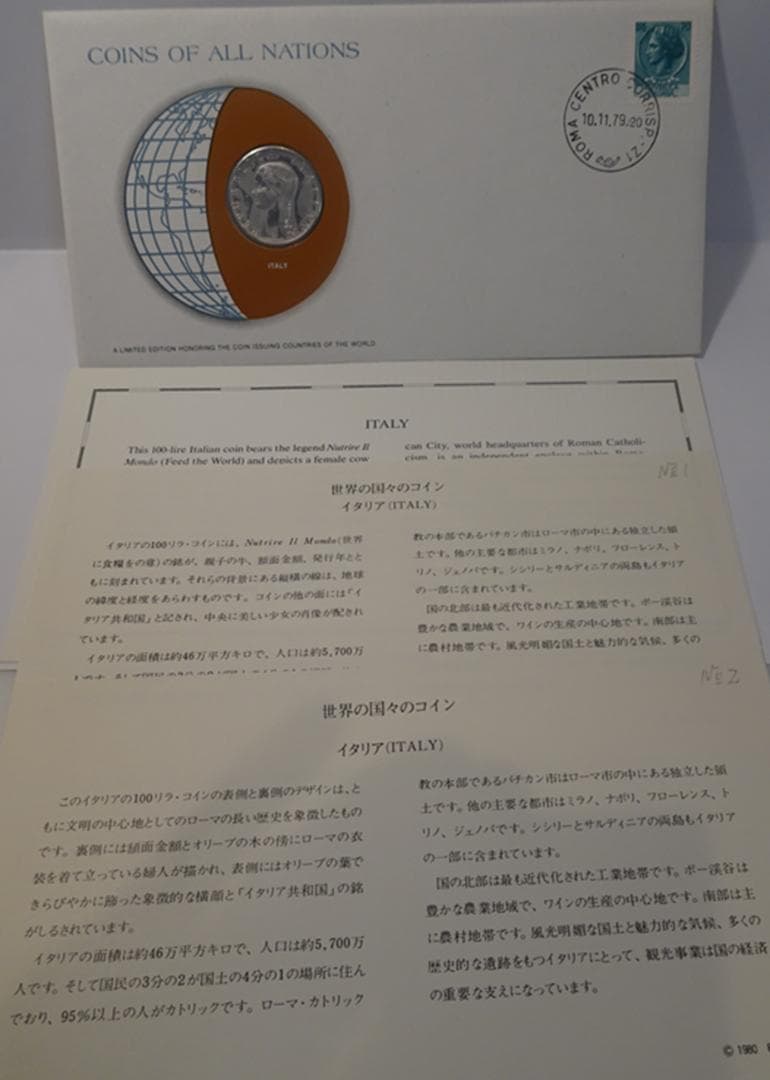 COINS OF ALL NATIONS
ROMA CENTRO CORRISP.
10.11.79.20
ITALY
A LIMITED EDITION HONORING THE COIN ISSUING COUNTRIES OF THE WORLD
ITALY
This 100-lire Italian coin bears the legend Nutrire Il
Mondo (Feed the World) and depicts a female cow
can City, world headquarters of Roman Catholi-
cism, is an independent enclave within Rome
№1
世界の国々のコイン
イタリア(ITALY)
イタリアの100リラ・コインには、Nutrire Il Mondo(世界
に食糧をの意)の銘が、親子の牛、額面金額、発行年とと
もに刻まれています。それらの背景にある縦横の線は、地球
の緯度と経度をあらわすものです。コインの他の面には「イ
タリア共和国」と記され、中央に美しい少女の肖像が配され
ています。
イタリアの面積は約46万平方キロで、人口は約5,700万
教の本部であるバチカン市はローマ市の中にある独立した領
土です。他の主要な都市はミラノ、ナポリ、フローレンス、ト
リノ、ジェノバです。シシリーとサルディニアの両島もイタリア
の一部に含まれています。
国の北部は最も近代化された工業地帯です。ポー渓谷は
豊かな農業地域で、ワインの生産の中心地です。南部は主
に農村地帯です。風光明媚な国土と魅力的な気候、多くの
№2
世界の国々のコイン
イタリア(ITALY)
このイタリアの100リラ・コインの表側と裏側のデザインは、と
もに文明の中心地としてのローマの長い歴史を象徴したもの
です。裏側には額面金額とオリーブの木の傍にローマの衣
装を着て立っている婦人が描かれ、表側にはオリーブの葉で
きらびやかに飾った象徴的な横顔と「イタリア共和国」の銘
がしるされています。
イタリアの面積は約46万平方キロで、人口は約5,700万
人です。そして国民の3分の2が国土の4分の1の場所に住ん
でおり、95%以上の人がカトリックです。ローマ・カトリック
教の本部であるバチカン市はローマ市の中にある独立した領
土です。他の主要な都市はミラノ、ナポリ、フローレンス、ト
リノ、ジェノバです。シシリーとサルディニアの両島もイタリア
の一部に含まれています。
国の北部は最も近代化された工業地帯です。ポー渓谷は
豊かな農業地域で、ワインの生産の中心地です。南部は主
に農村地帯です。風光明媚な国土と魅力的な気候、多くの
歴史的な遺跡をもつイタリアにとって、観光事業は国の経済
の重要な支えになっています。
© 1980